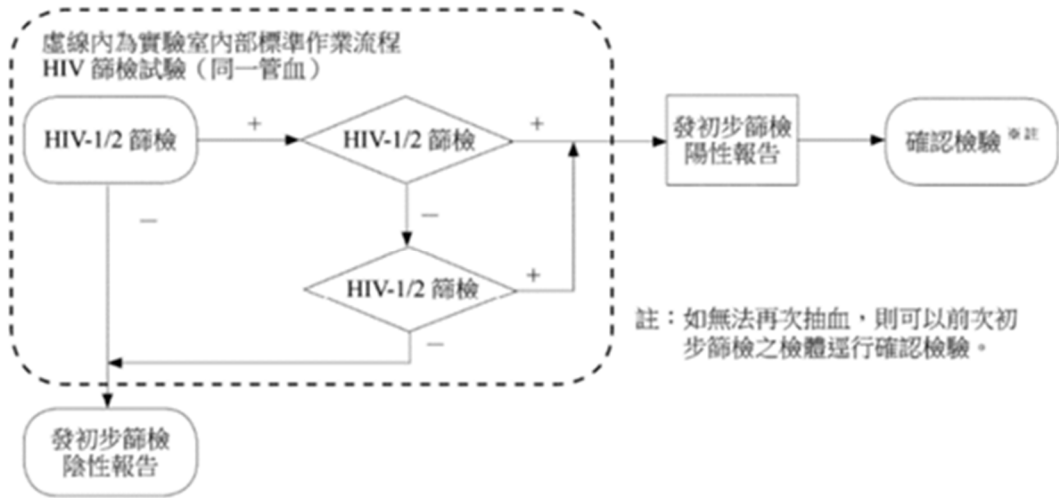 虛線內為實驗室內部標準作業流程
HIV 篩檢試驗（同一管血）
HIV-1/2 篩檢
+
HIV-1/2 篩檢
+
發初步篩檢
陽性報告
確認檢驗 ※註
－
－
HIV-1/2 篩檢
+
－
註：如無法再次抽血，則可以前次初
步篩檢之檢體逕行確認檢驗。
發初步篩檢
陰性報告